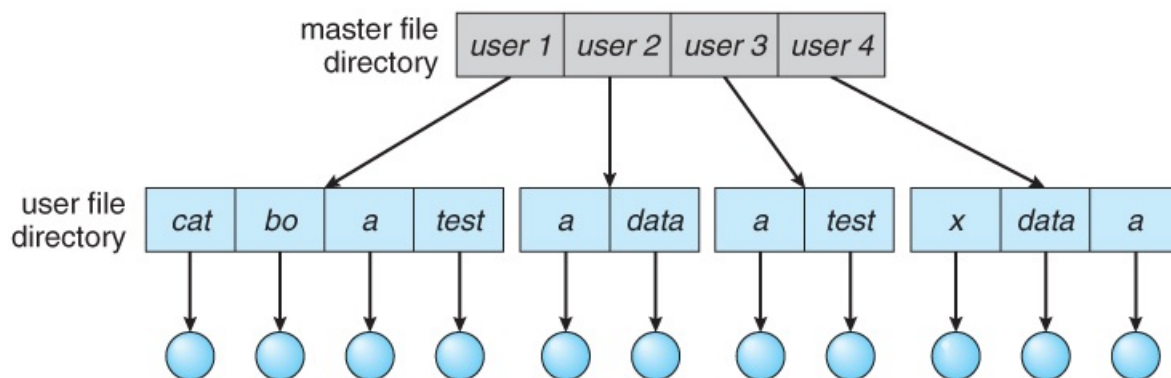 master file
directory
user 1 user 2 user 3 user 4
user file
directory
cat bo a test a data a test x data a